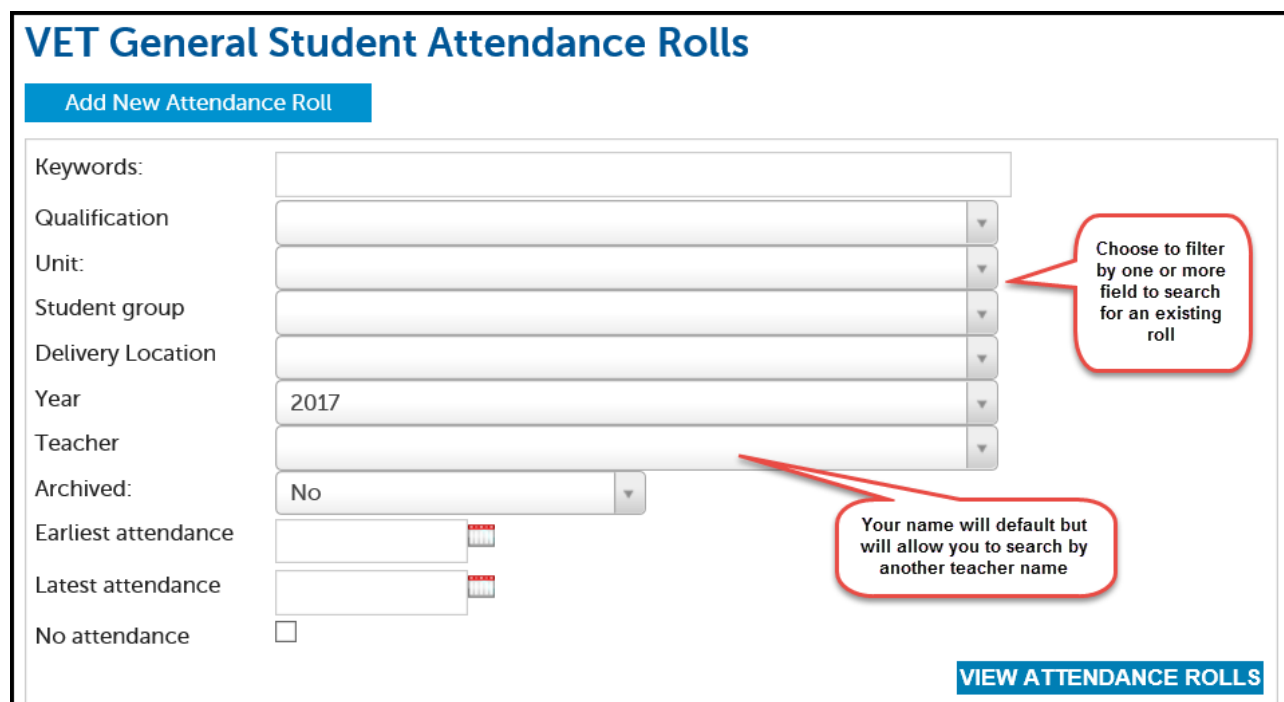 VET General Student Attendance Rolls
Add New Attendance Roll
Keywords:
Qualification
Unit:
Student group
Delivery Location
Year
2017
Teacher
Archived:
No
Earliest attendance
Latest attendance
No attendance
Choose to filter
by one or more
field to search
for an existing
roll
Your name will default but
will allow you to search by
another teacher name
VIEW ATTENDANCE ROLLS